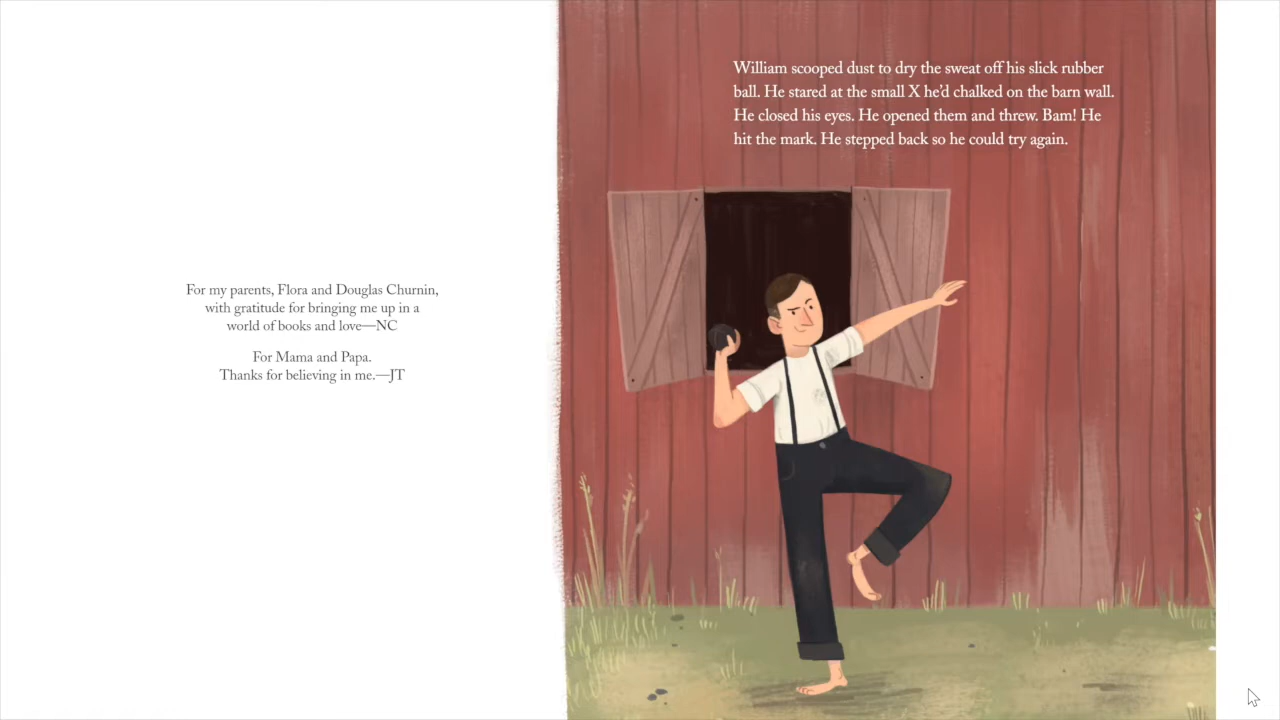 For my parents, Flora and Douglas Churnin,
with gratitude for bringing me up in a
world of books and love—NC
For Mama and Papa.
Thanks for believing in me.—JT
William scooped dust to dry the sweat off his slick rubber
ball. He stared at the small X he’d chalked on the barn wall.
He closed his eyes. He opened them and threw. Bam! He
hit the mark. He stepped back so he could try again.